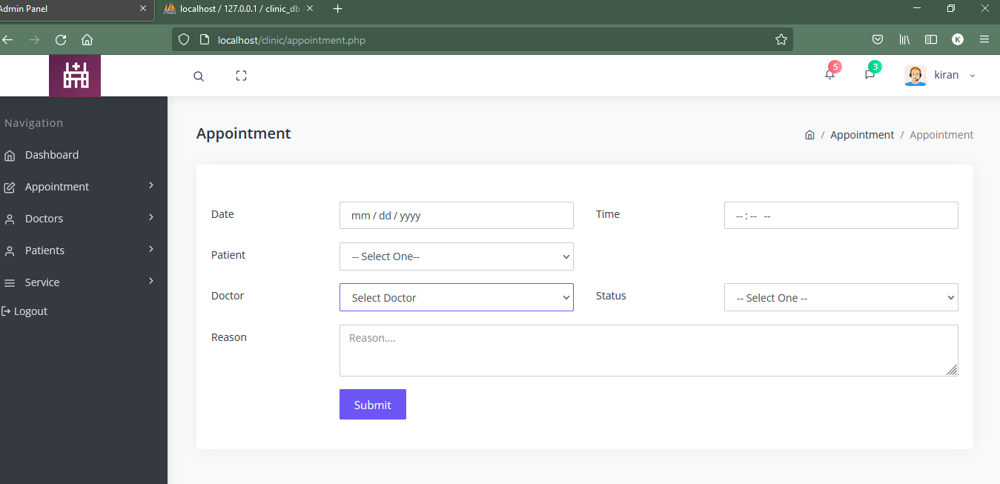 Admin Panel
localhost / 127.0.0.1 / clinic_db
localhost/clinic/appointment.php
K
5
3
kiran
Navigation
Dashboard
Appointment
Doctors
Patients
Service
Logout
Appointment
/ Appointment / Appointment
Date
mm / dd / yyyy
Time
-- : -- --
Patient
-- Select One--
Doctor
Select Doctor
Status
-- Select One --
Reason
Reason....
Submit